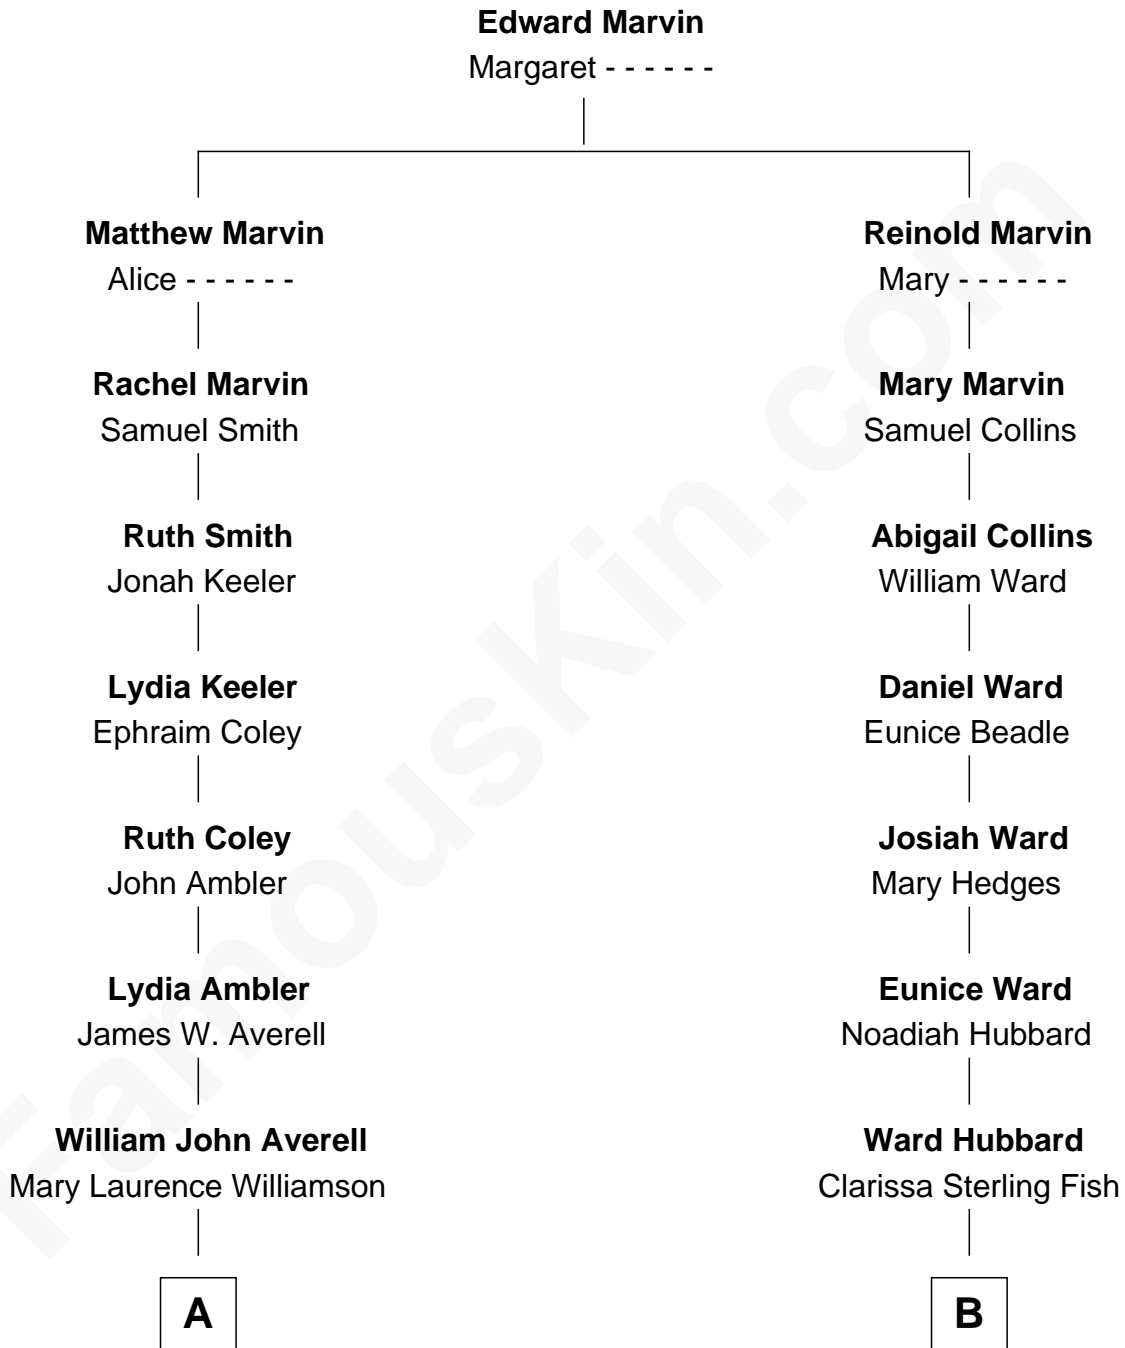 Edward Marvin
Margaret - - - - - -
Matthew Marvin
Alice - - - - - -
Reinold Marvin
Mary - - - - - -
Rachel Marvin
Samuel Smith
Mary Marvin
Samuel Collins
Ruth Smith
Jonah Keeler
Abigail Collins
William Ward
Lydia Keeler
Ephraim Coley
Daniel Ward
Eunice Beadle
Ruth Coley
John Ambler
Josiah Ward
Mary Hedges
Lydia Ambler
James W. Averell
Eunice Ward
Noadiah Hubbard
William John Averell
Mary Laurence Williamson
Ward Hubbard
Clarissa Sterling Fish
A
B
FamousKin.com